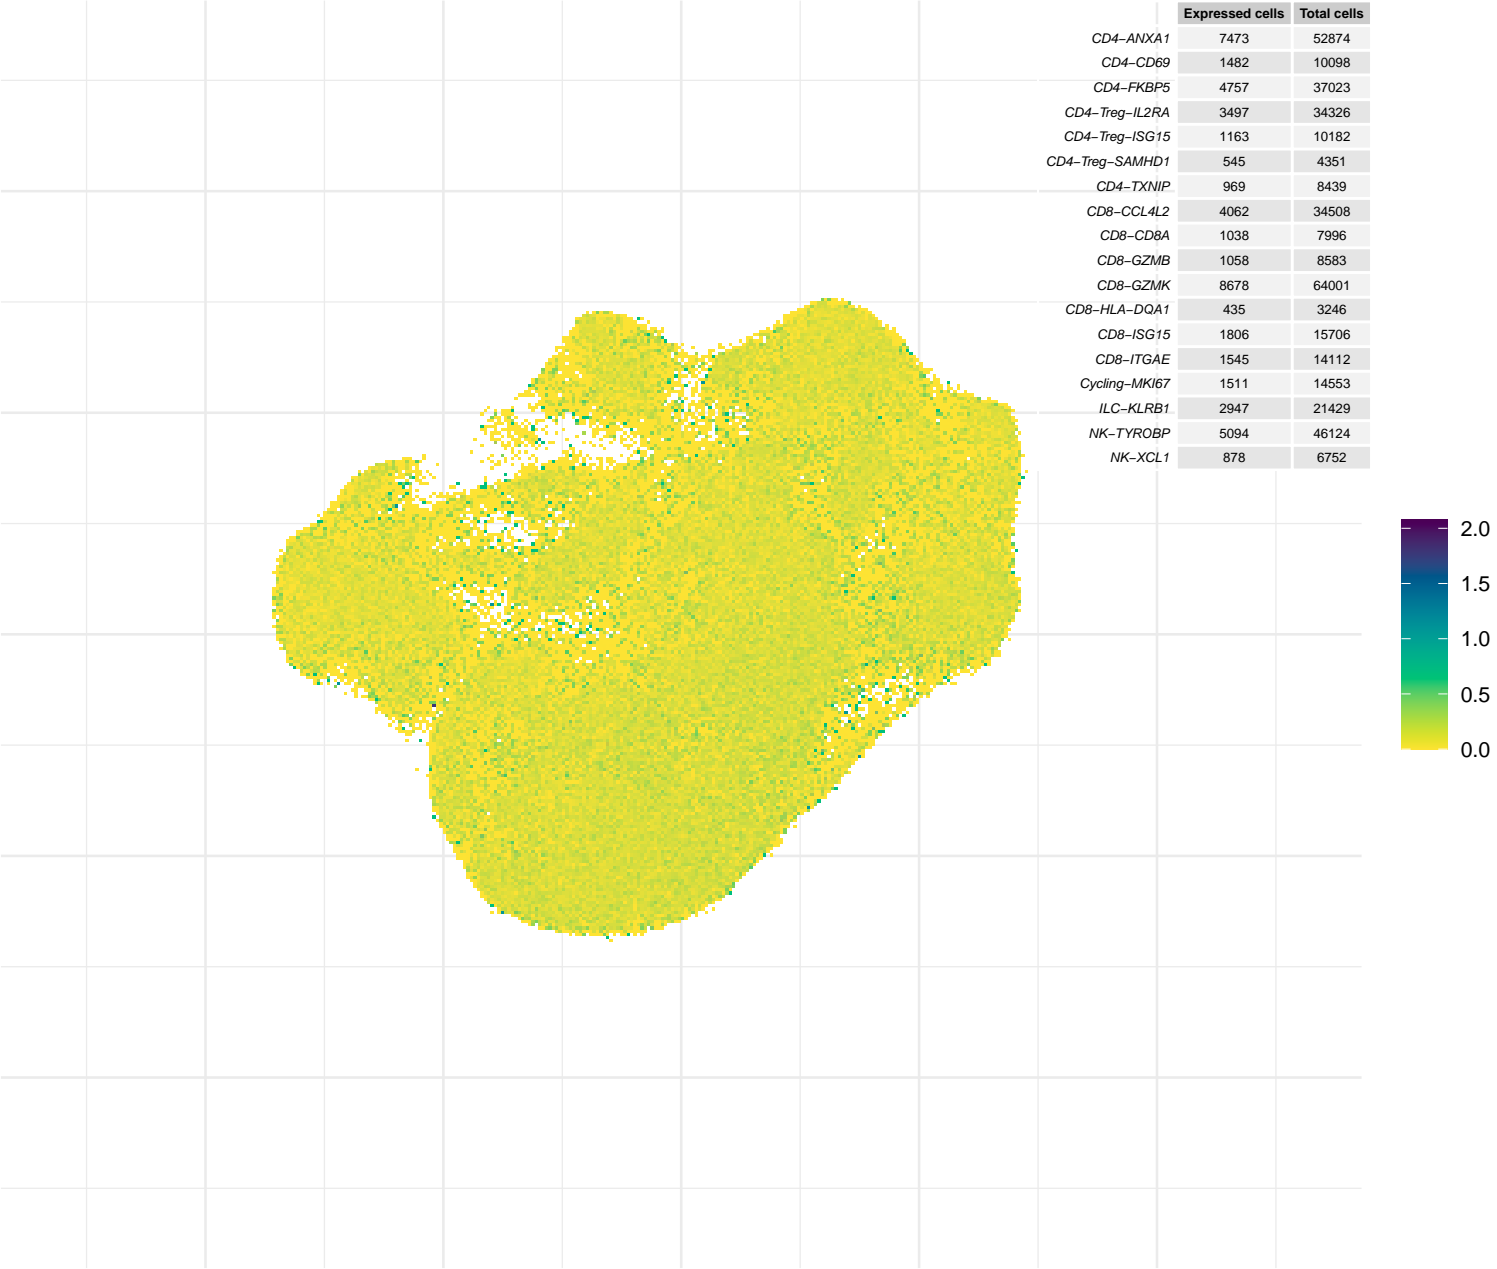 Expressed cells Total cells
CD4−ANXA1 7473 52874
CD4−CD69 1482 10098
CD4−FKBP5 4757 37023
CD4−Treg−IL2RA 3497 34326
CD4−Treg−ISG15 1163 10182
CD4−Treg−SAMHD1 545 4351
CD4−TXNIP 969 8439
CD8−CCL4L2 4062 34508
CD8−CD8A 1038 7996
CD8−GZMB 1058 8583
CD8−GZMK 8678 64001
CD8−HLA−DQA1 435 3246
CD8−ISG15 1806 15706
CD8−ITGAE 1545 14112
Cycling−MKI67 1511 14553
ILC−KLRB1 2947 21429
NK−TYROBP 5094 46124
NK−XCL1 878 6752
2.0
1.5
1.0
0.5
0.0